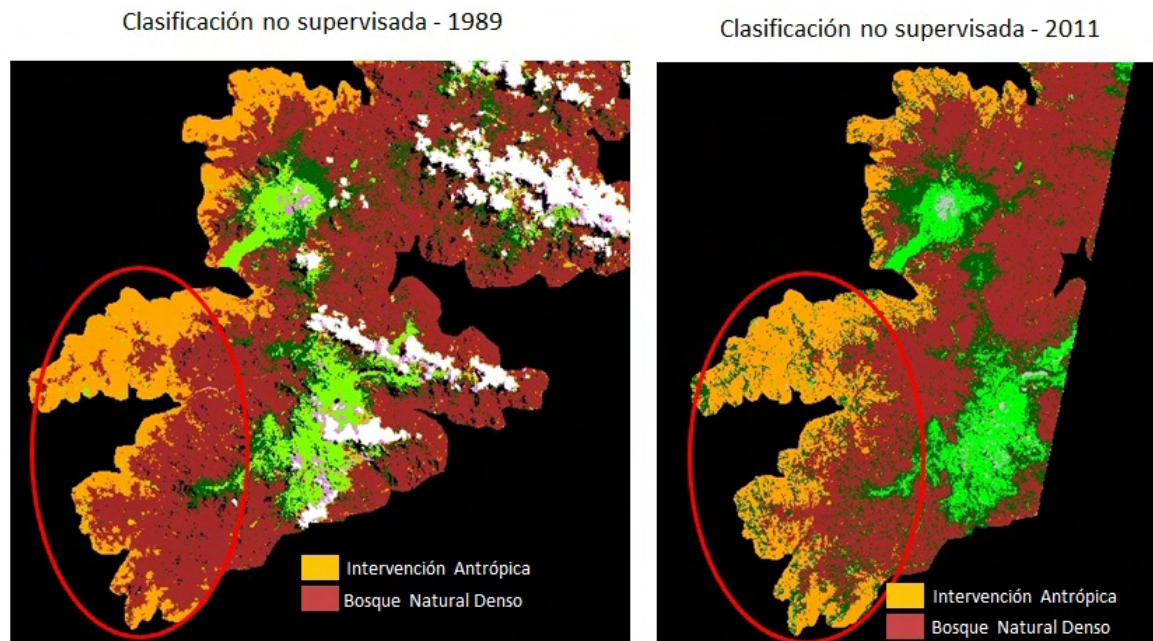 Clasificación no supervisada - 1989
Clasificación no supervisada - 2011
Intervención Antrópica
Bosque Natural Denso
Intervención Antrópica
Bosque Natural Denso